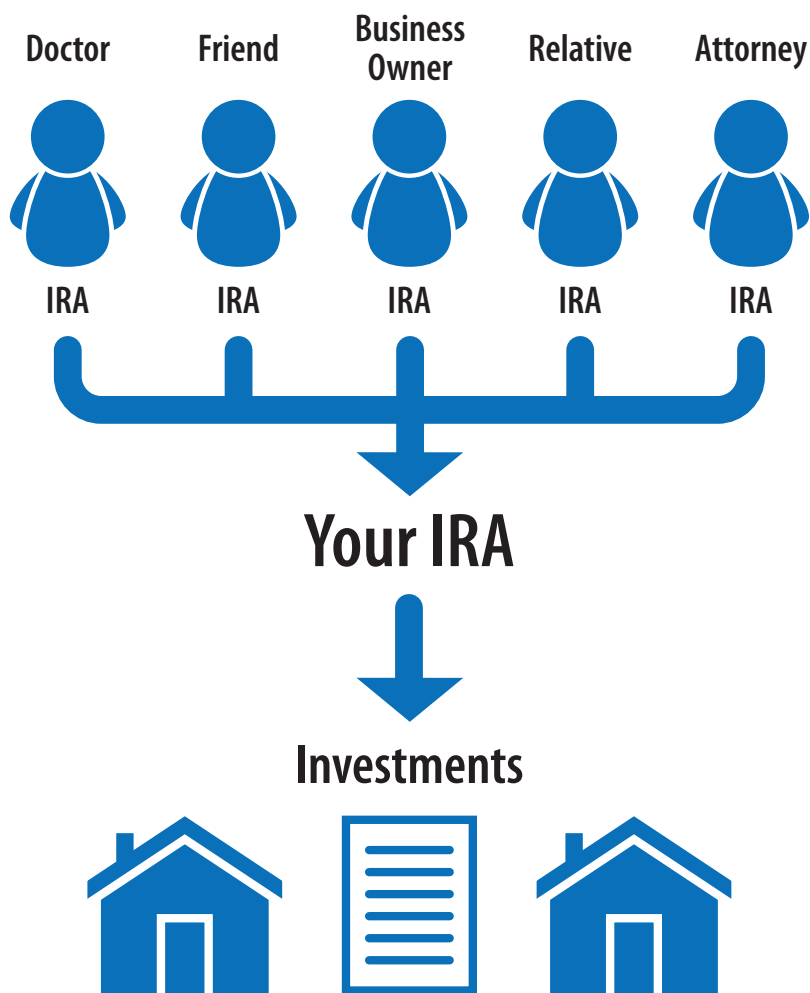 Doctor
Friend
Business
Owner
Relative
Attorney
IRA
IRA
IRA
IRA
IRA
Your IRA
Investments